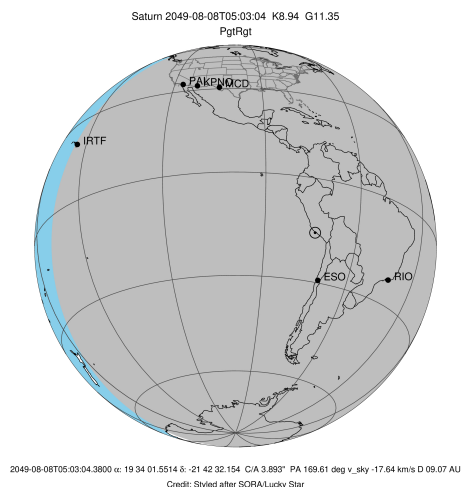 Saturn 2049-08-08T05:03:04 K8.94 G11.35
PgtRgt
PAKPNOMCD
IRTF
ESO
RIO
2049-08-08T05:03:04.3800 α: 19 34 01.5514 δ: -21 42 32.154 C/A 3.893" PA 169.61 deg v_sky -17.64 km/s D 09.07 AU
Credit: Styled after SORA/Lucky Star